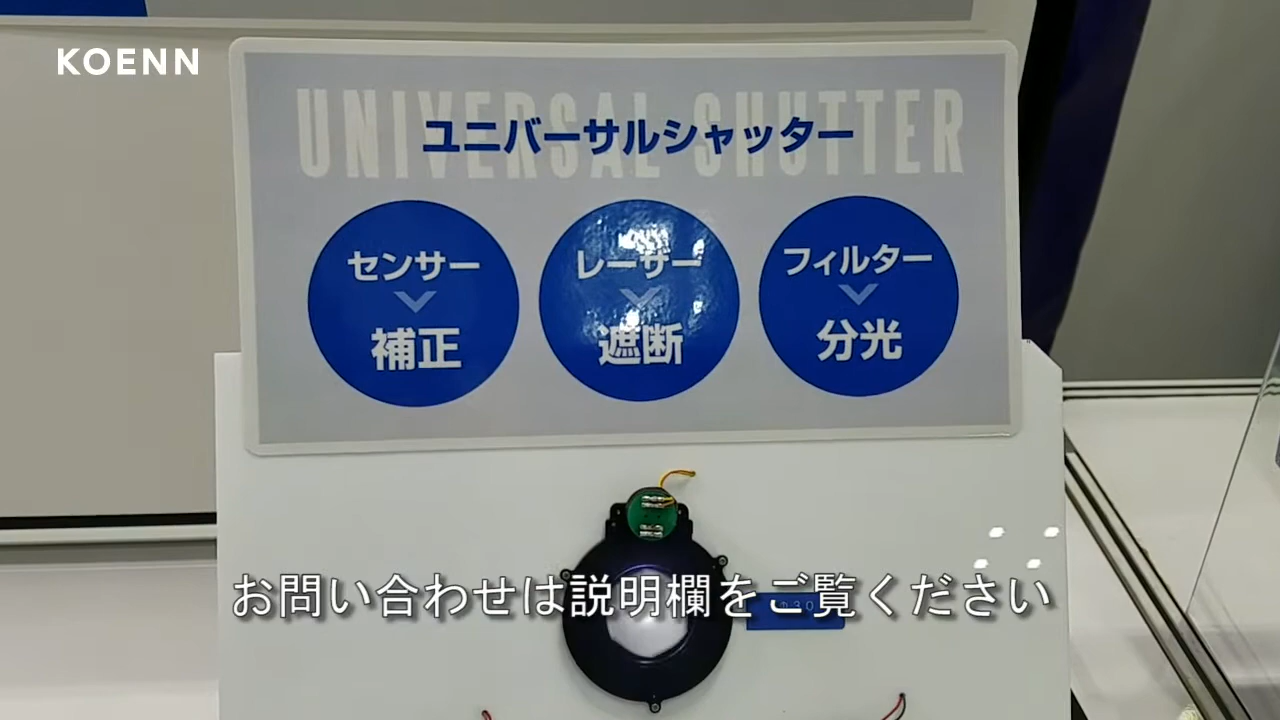 KOENN
UNIVERSAL SHUTTER
ユニバーサルシャッター
センサー
補正
レーザー
遮断
フィルター
分光
お問い合わせは説明欄をご覧ください